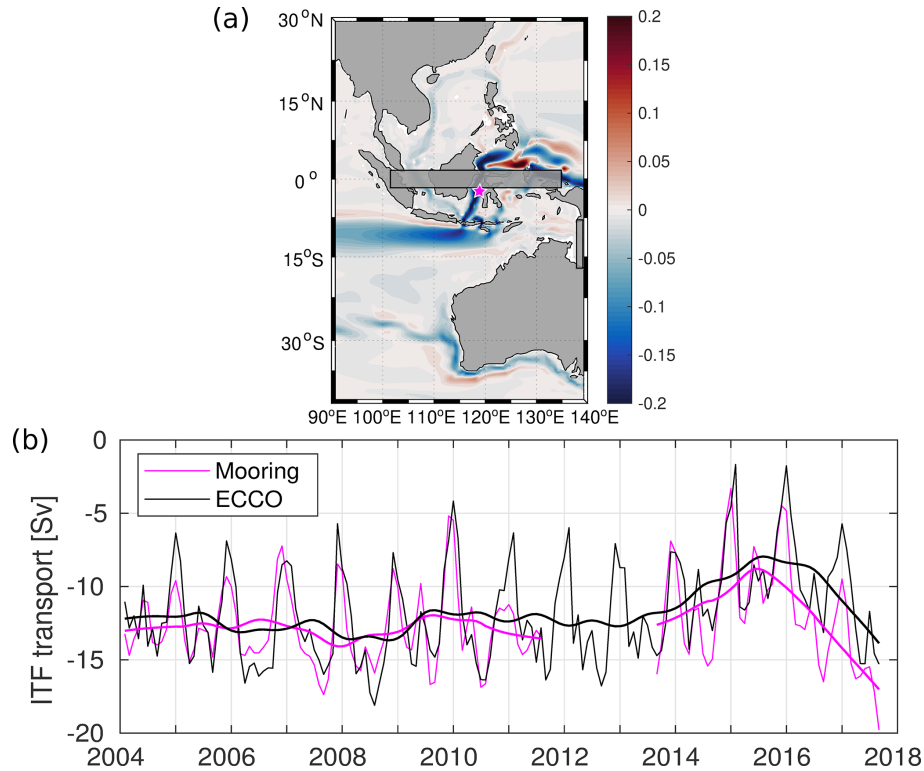 (a)
30°N
15°N
0°
15°S
30°S
90°E 100°E 110°E 120°E 130°E 140°E
0.2
0.15
0.1
0.05
0
-0.05
-0.1
-0.15
-0.2
(b)
ITF transport [Sv]
0
-5
-10
-15
-20
Mooring
ECCO
2004 2006 2008 2010 2012 2014 2016 2018